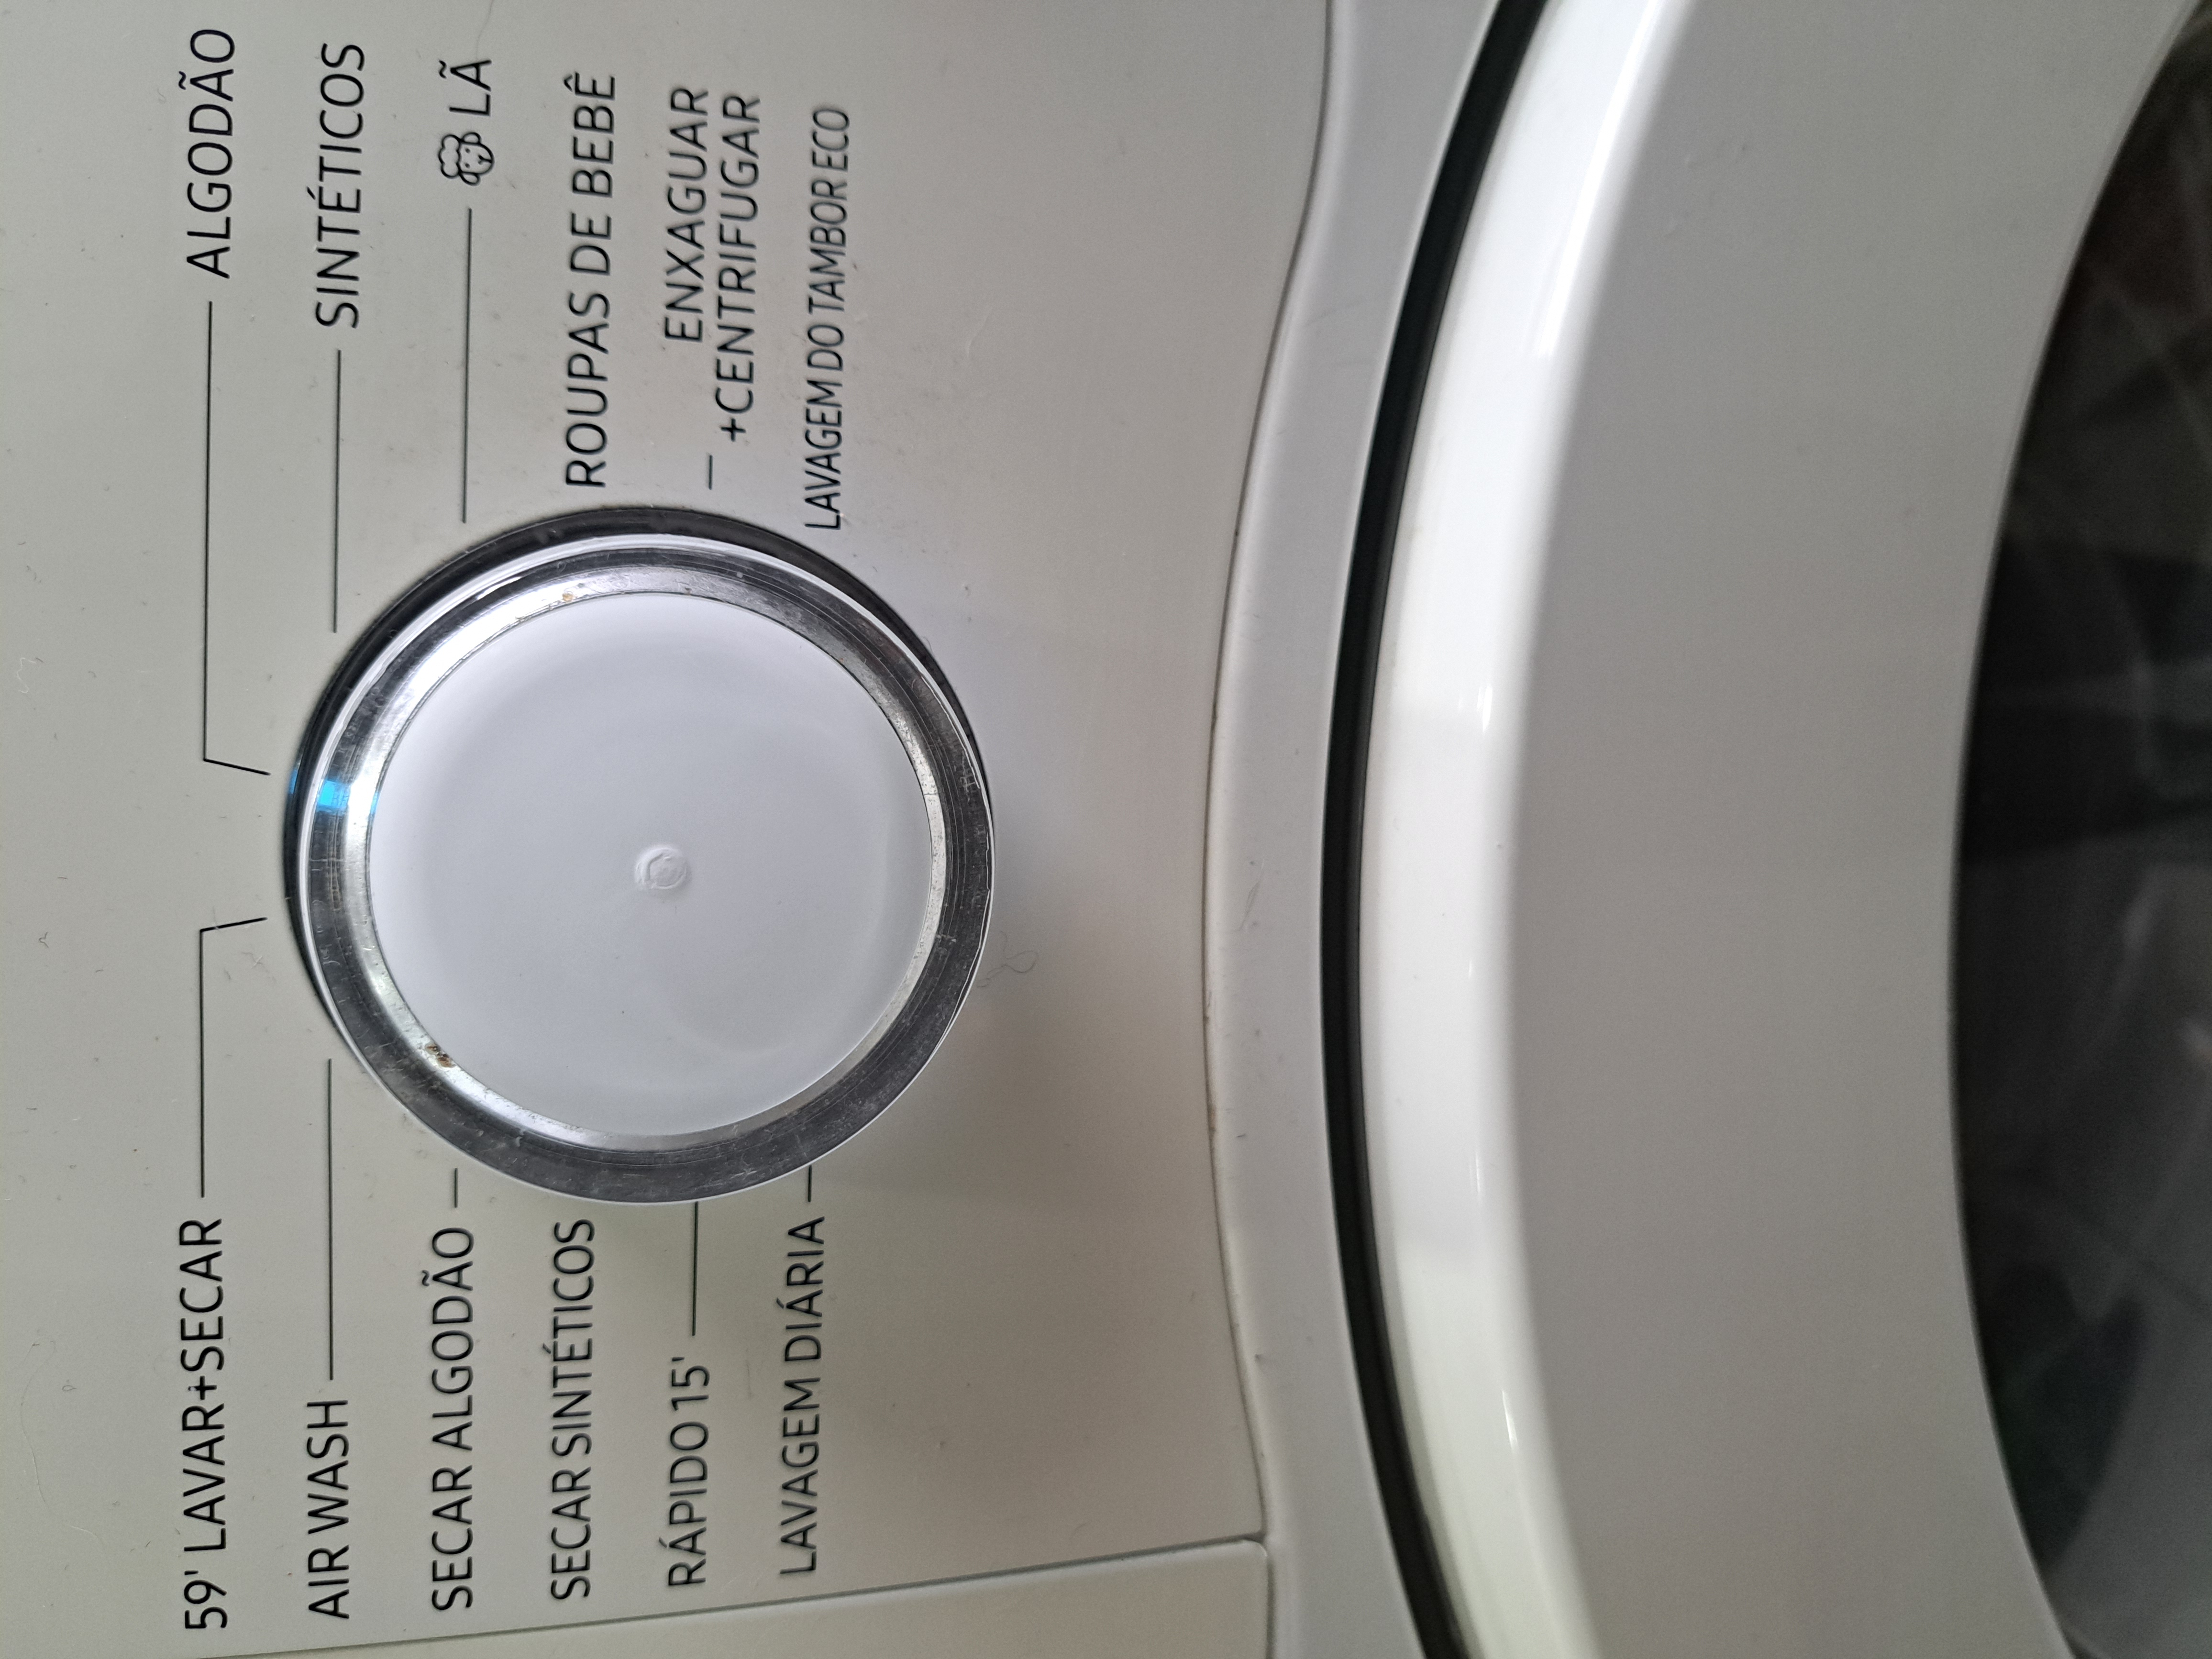 59' LAVAR+SECAR
AIR WASH
SECAR ALGODÃO
SECAR SINTÉTICOS
RÁPIDO 15'
LAVAGEM DIÁRIA
ALGODÃO
SINTÉTICOS
LÃ
ROUPAS DE BEBÊ
ENXAGUAR
+CENTRIFUGAR
LAVAGEM DO TAMBOR ECO